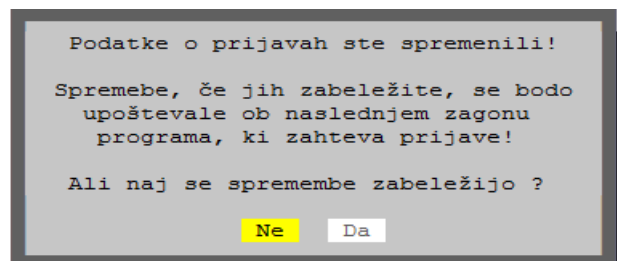 Podatke o prijavah ste spremenili!
Spremebe, če jih zabeležite, se bodo
upoštevale ob naslednjem zagonu
programa, ki zahteva prijave!
Ali naj se spremembe zabeležijo ?
Ne Da